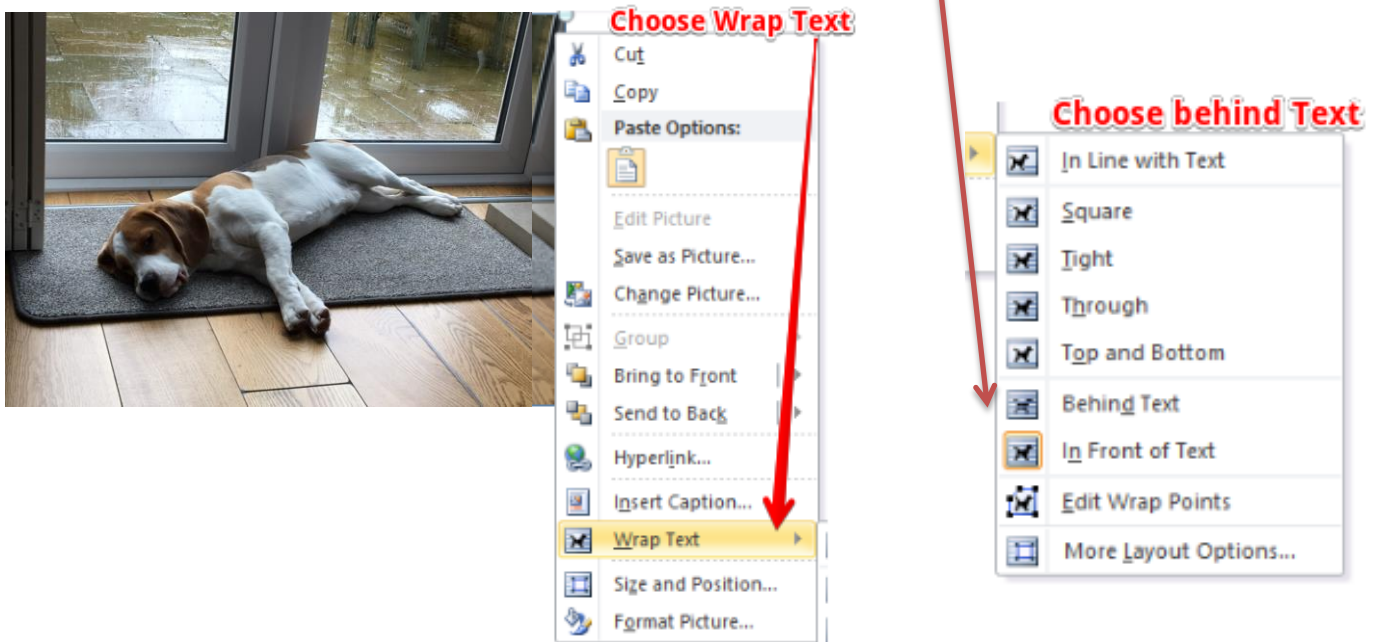 Choose Wrap Text
Cut
Copy
Paste Options:
Edit Picture
Save as Picture...
Change Picture...
Group
Bring to Front
Send to Back
Hyperlink...
Insert Caption...
Wrap Text
Size and Position...
Format Picture...
Choose behind Text
In Line with Text
Square
Tight
Through
Top and Bottom
Behind Text
In Front of Text
Edit Wrap Points
More Layout Options...